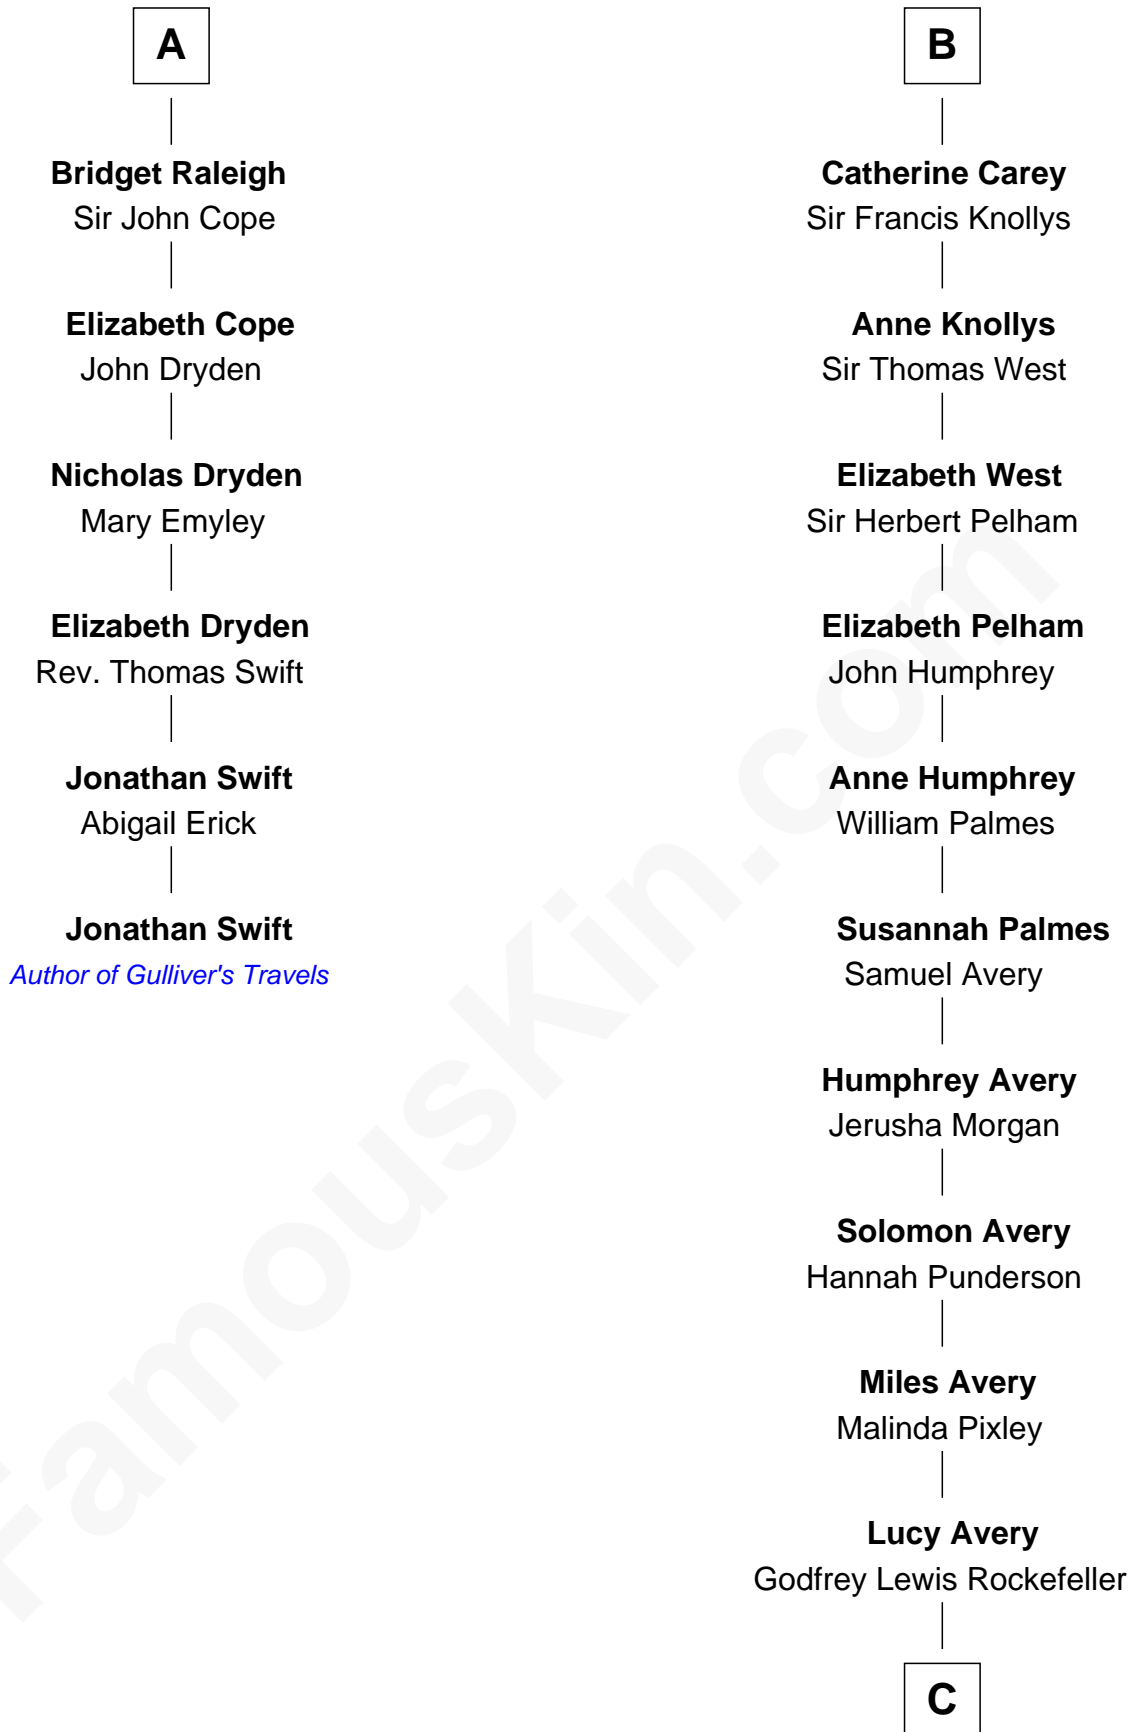 A
Bridget Raleigh
Sir John Cope
Elizabeth Cope
John Dryden
Nicholas Dryden
Mary Emyley
Elizabeth Dryden
Rev. Thomas Swift
Jonathan Swift
Abigail Erick
Jonathan Swift
Author of Gulliver's Travels
B
Catherine Carey
Sir Francis Knollys
Anne Knollys
Sir Thomas West
Elizabeth West
Sir Herbert Pelham
Elizabeth Pelham
John Humphrey
Anne Humphrey
William Palmes
Susannah Palmes
Samuel Avery
Humphrey Avery
Jerusha Morgan
Solomon Avery
Hannah Punderson
Miles Avery
Malinda Pixley
Lucy Avery
Godfrey Lewis Rockefeller
C
FamousKin.com